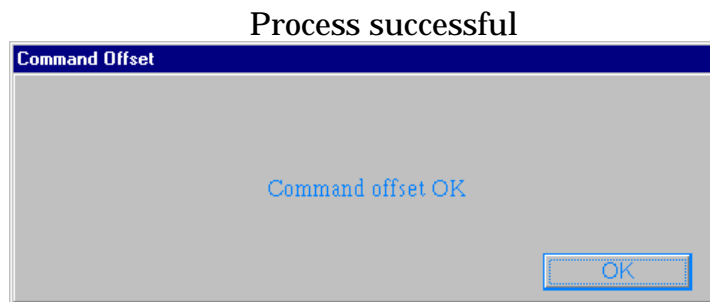 Process successful
Command Offset
Command offset OK
OK